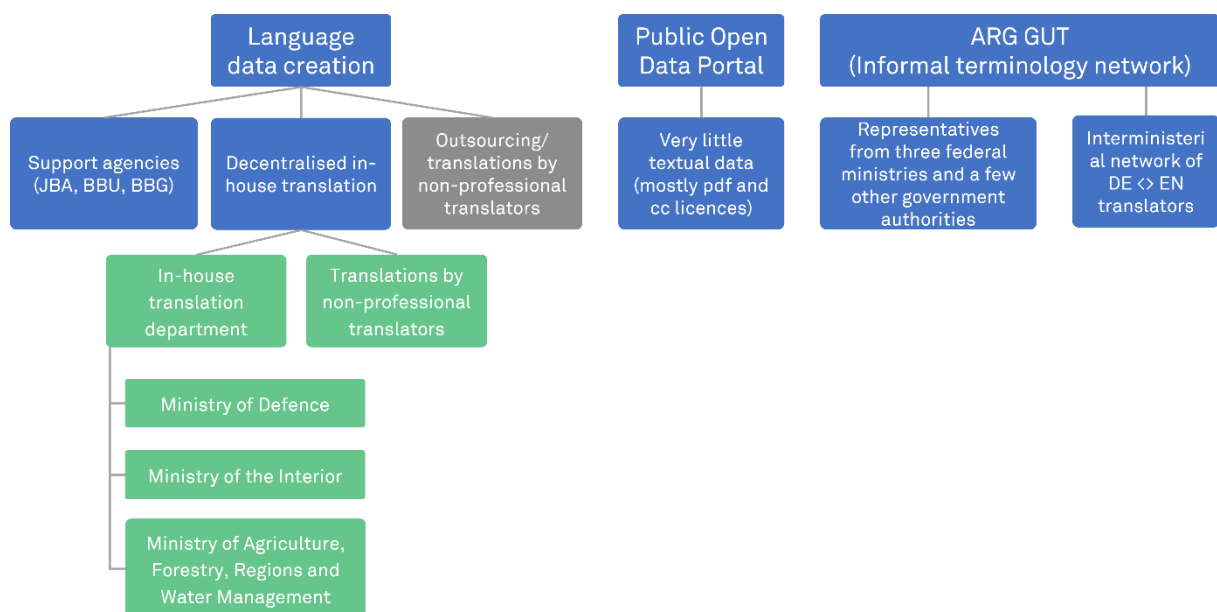 Language
data creation
Public Open
Data Portal
ARG GUT
(Informal terminology network)
Support agencies
(JBA, BBU, BBG)
Decentralised in-
house translation
Outsourcing/
translations by
non-professional
translators
Very little
textual data
(mostly pdf and
cc licences)
Representatives
from three federal
ministries and a few
other government
authorities
Interministeri
al network of
DE <> EN
translators
In-house
translation
department
Translations by
non-professional
translators
Ministry of Defence
Ministry of the Interior
Ministry of Agriculture,
Forestry, Regions and
Water Management